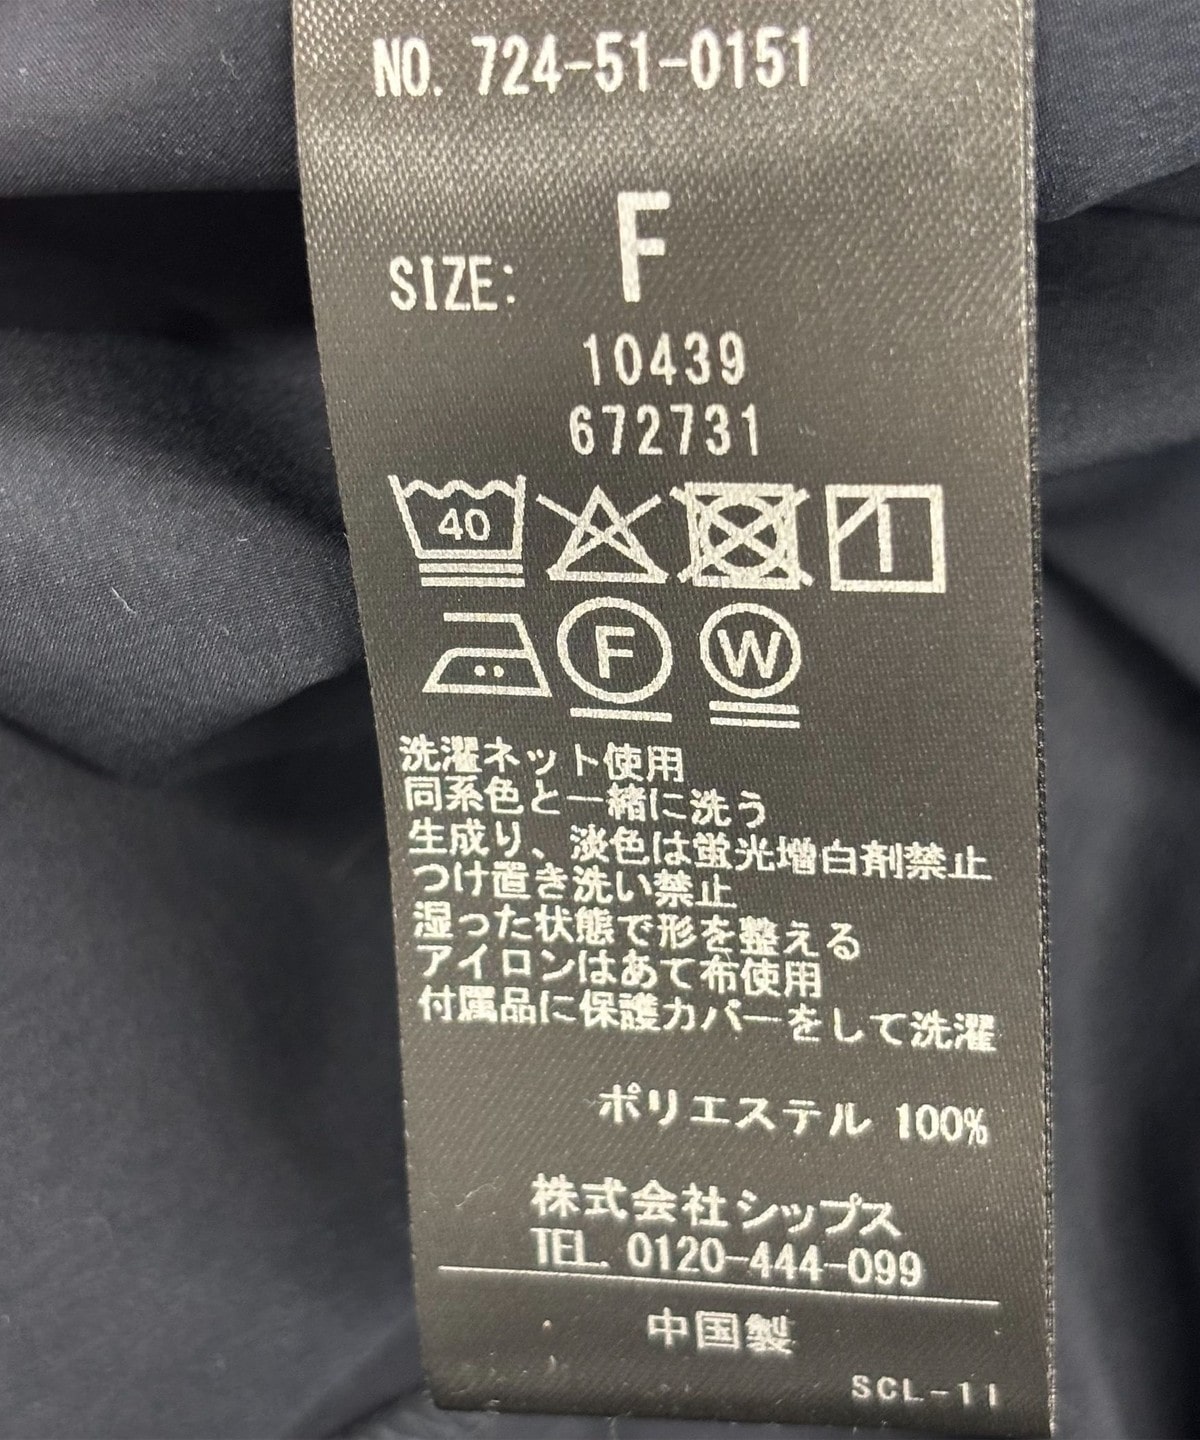 NO. 724-51-0151
SIZE: F
10439
672731
40
F W
洗濯ネット使用
同系色と一緒に洗う
生成り、淡色は蛍光増白剤禁止
つけ置き洗い禁止
湿った状態で形を整える
アイロンはあて布使用
付属品に保護カバーをして洗濯
ポリエステル 100%
株式会社シップス
TEL. 0120-444-099
中国製
SCL-11